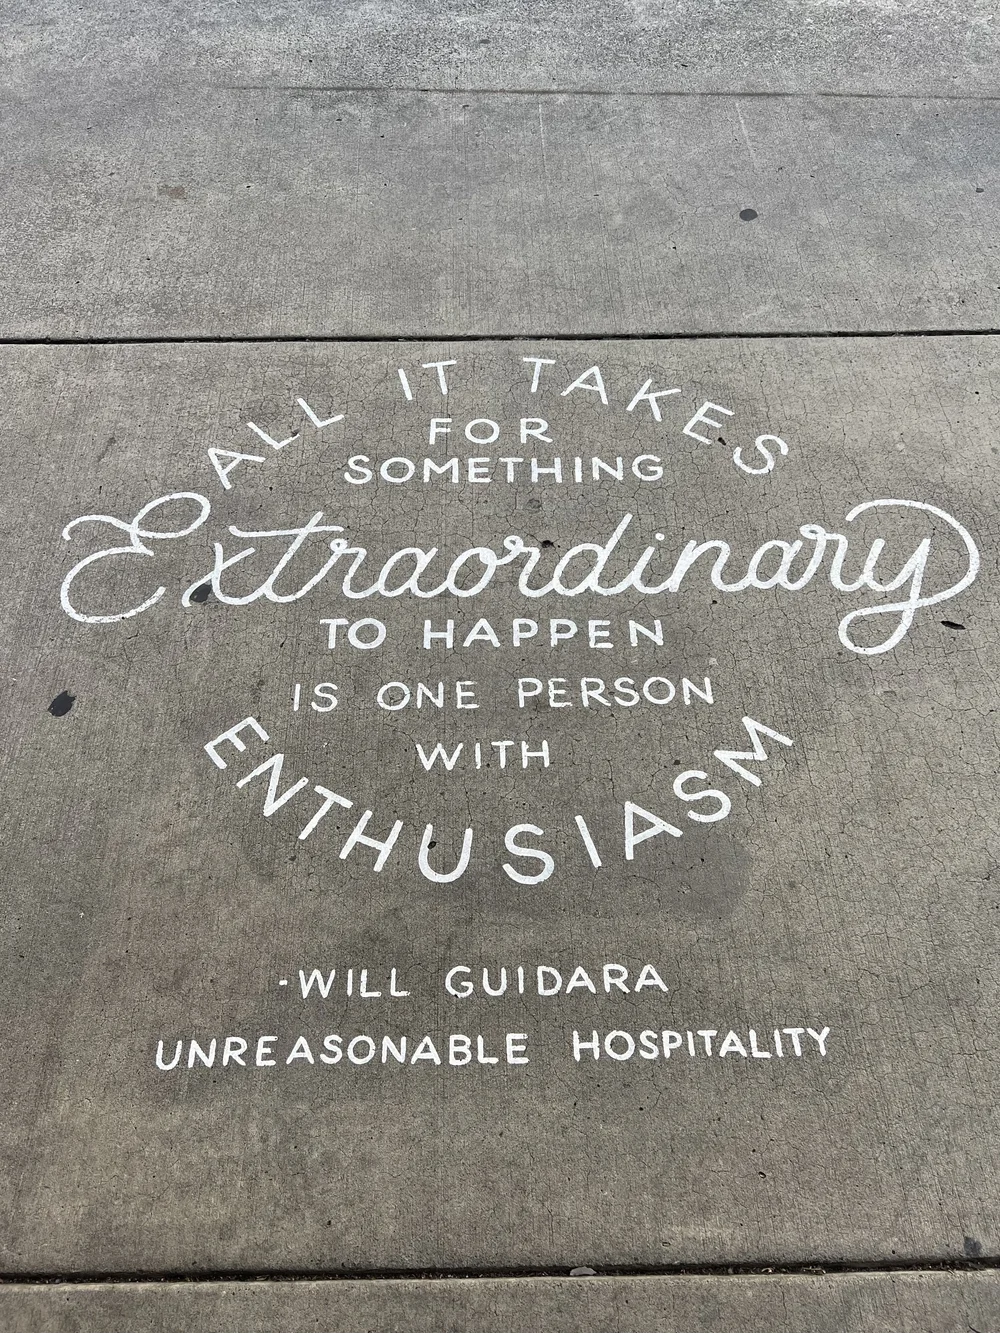 ALL IT TAKES
FOR
SOMETHING
Extraordinary
TO HAPPEN
IS ONE PERSON
WITH
ENTHUSIASM
-WILL GUIDARA
UNREASONABLE HOSPITALITY